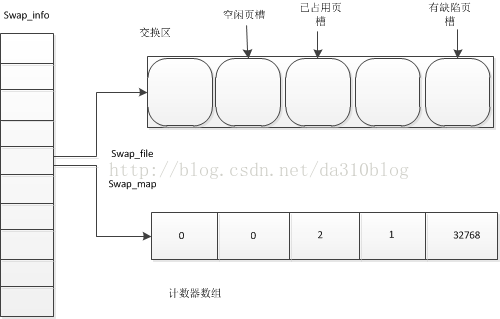 Swap_info
交换区
空闲页槽
已占用页
槽
有缺陷页
槽
Swap_file
http://blog.csdn.net/da310blog
Swap_map
0 0 2 1 32768
计数器数组